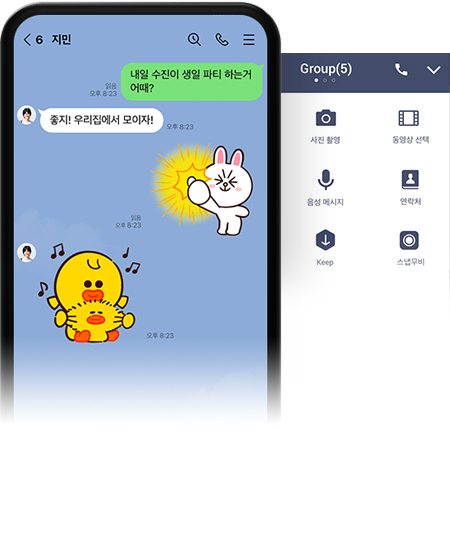 6 지민
내일 수진이 생일 파티 하는거
어때?
읽음
오후 8:23
좋지! 우리집에서 모이자!
오후 8:23
읽음
오후 8:23
오후 8:23
Group(5)
사진 촬영
동영상 선택
음성 메시지
연락처
Keep
스냅무비